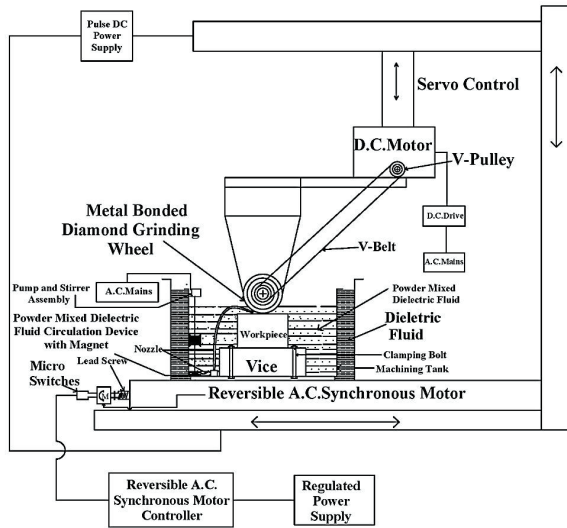 Pulse DC
Power
Supply
Servo Control
D.C.Motor
V-Pulley
Metal Bonded
Diamond Grinding
Wheel
D.C.Drive
V-Belt
A.C.Mains
Pump and Stirrer
Assembly
A.C.Mains
Powder Mixed
Dielectric Fluid
Powder Mixed Dielectric
Fluid Circulation Device
with Magnet
Workpiece
Dieletric
Fluid
Nozzle
Vice
Clamping Bolt
Micro
Switches
Lead Screw
Machining Tank
M
Reversible A.C.Synchronous Motor
Reversible A.C.
Synchronous Motor
Controller
Regulated
Power
Supply